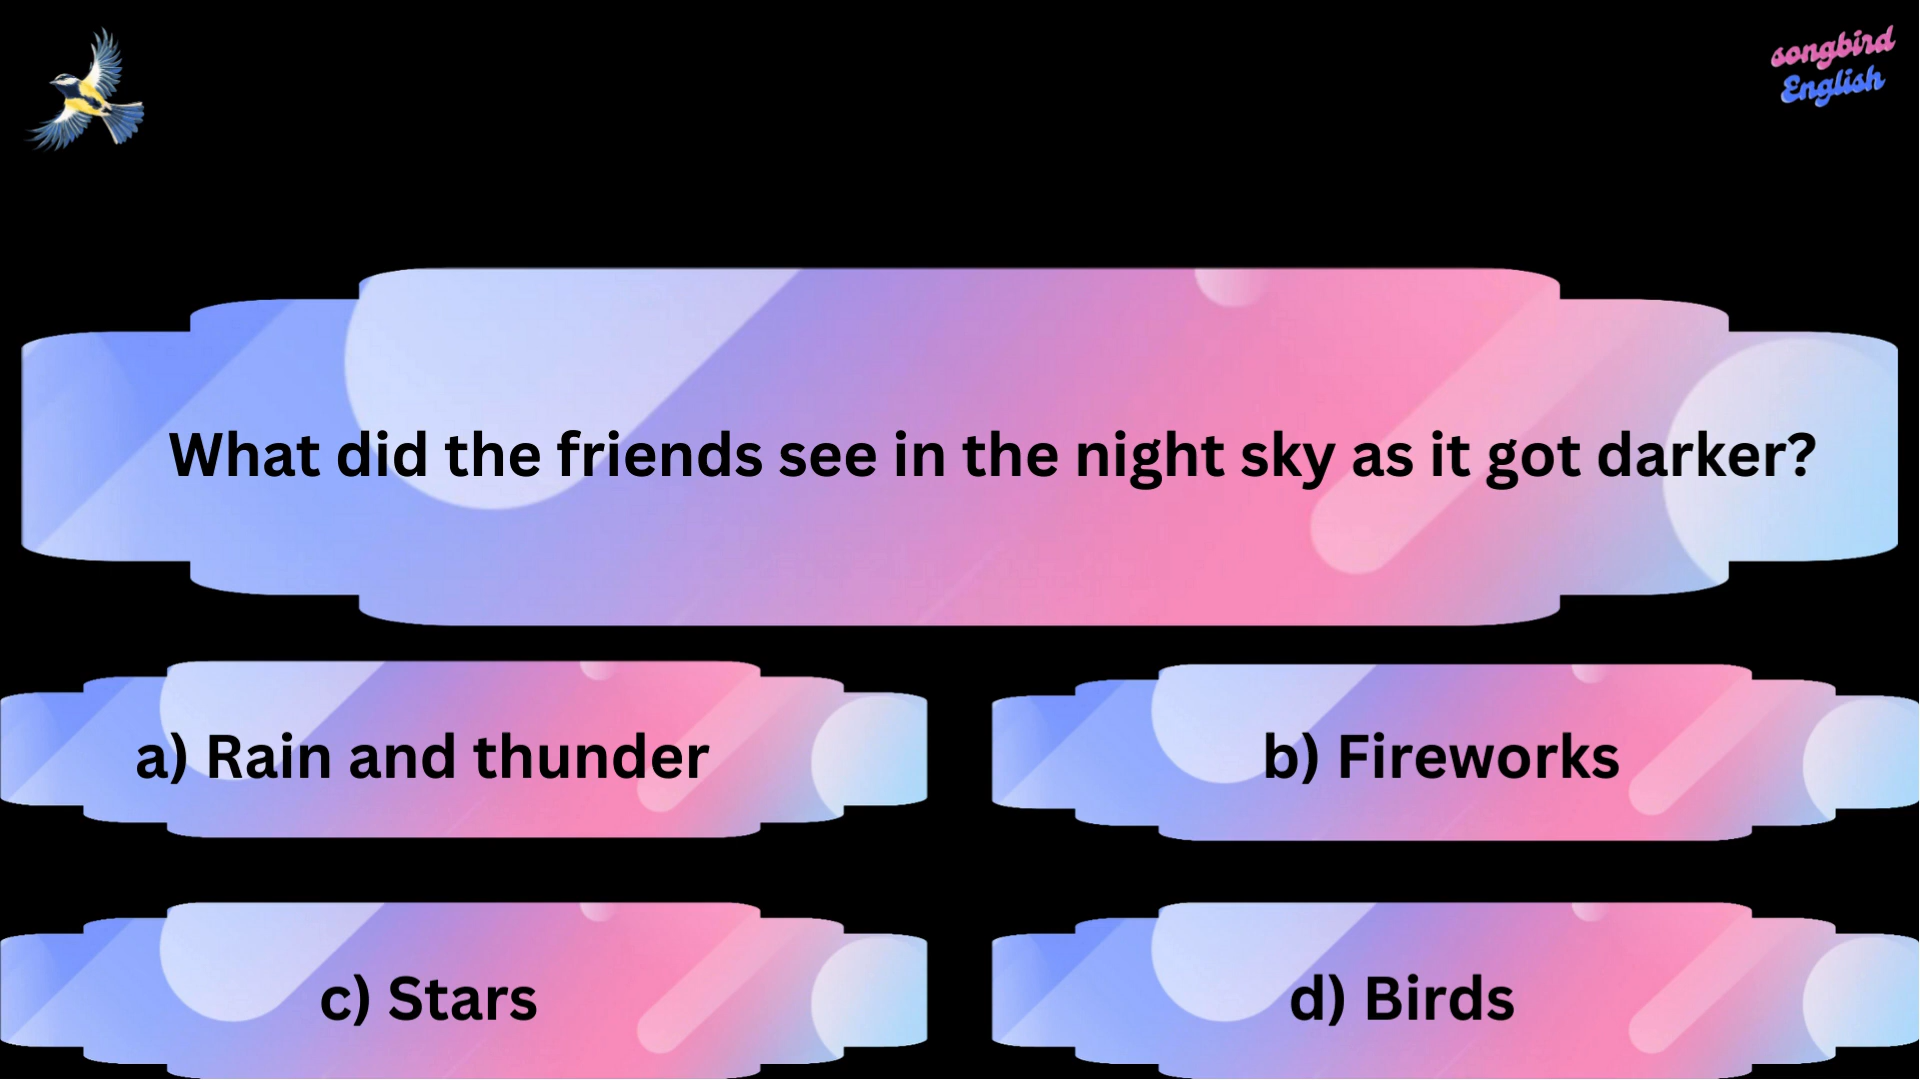 songbird
English
What did the friends see in the night sky as it got darker?
a) Rain and thunder
b) Fireworks
c) Stars
d) Birds